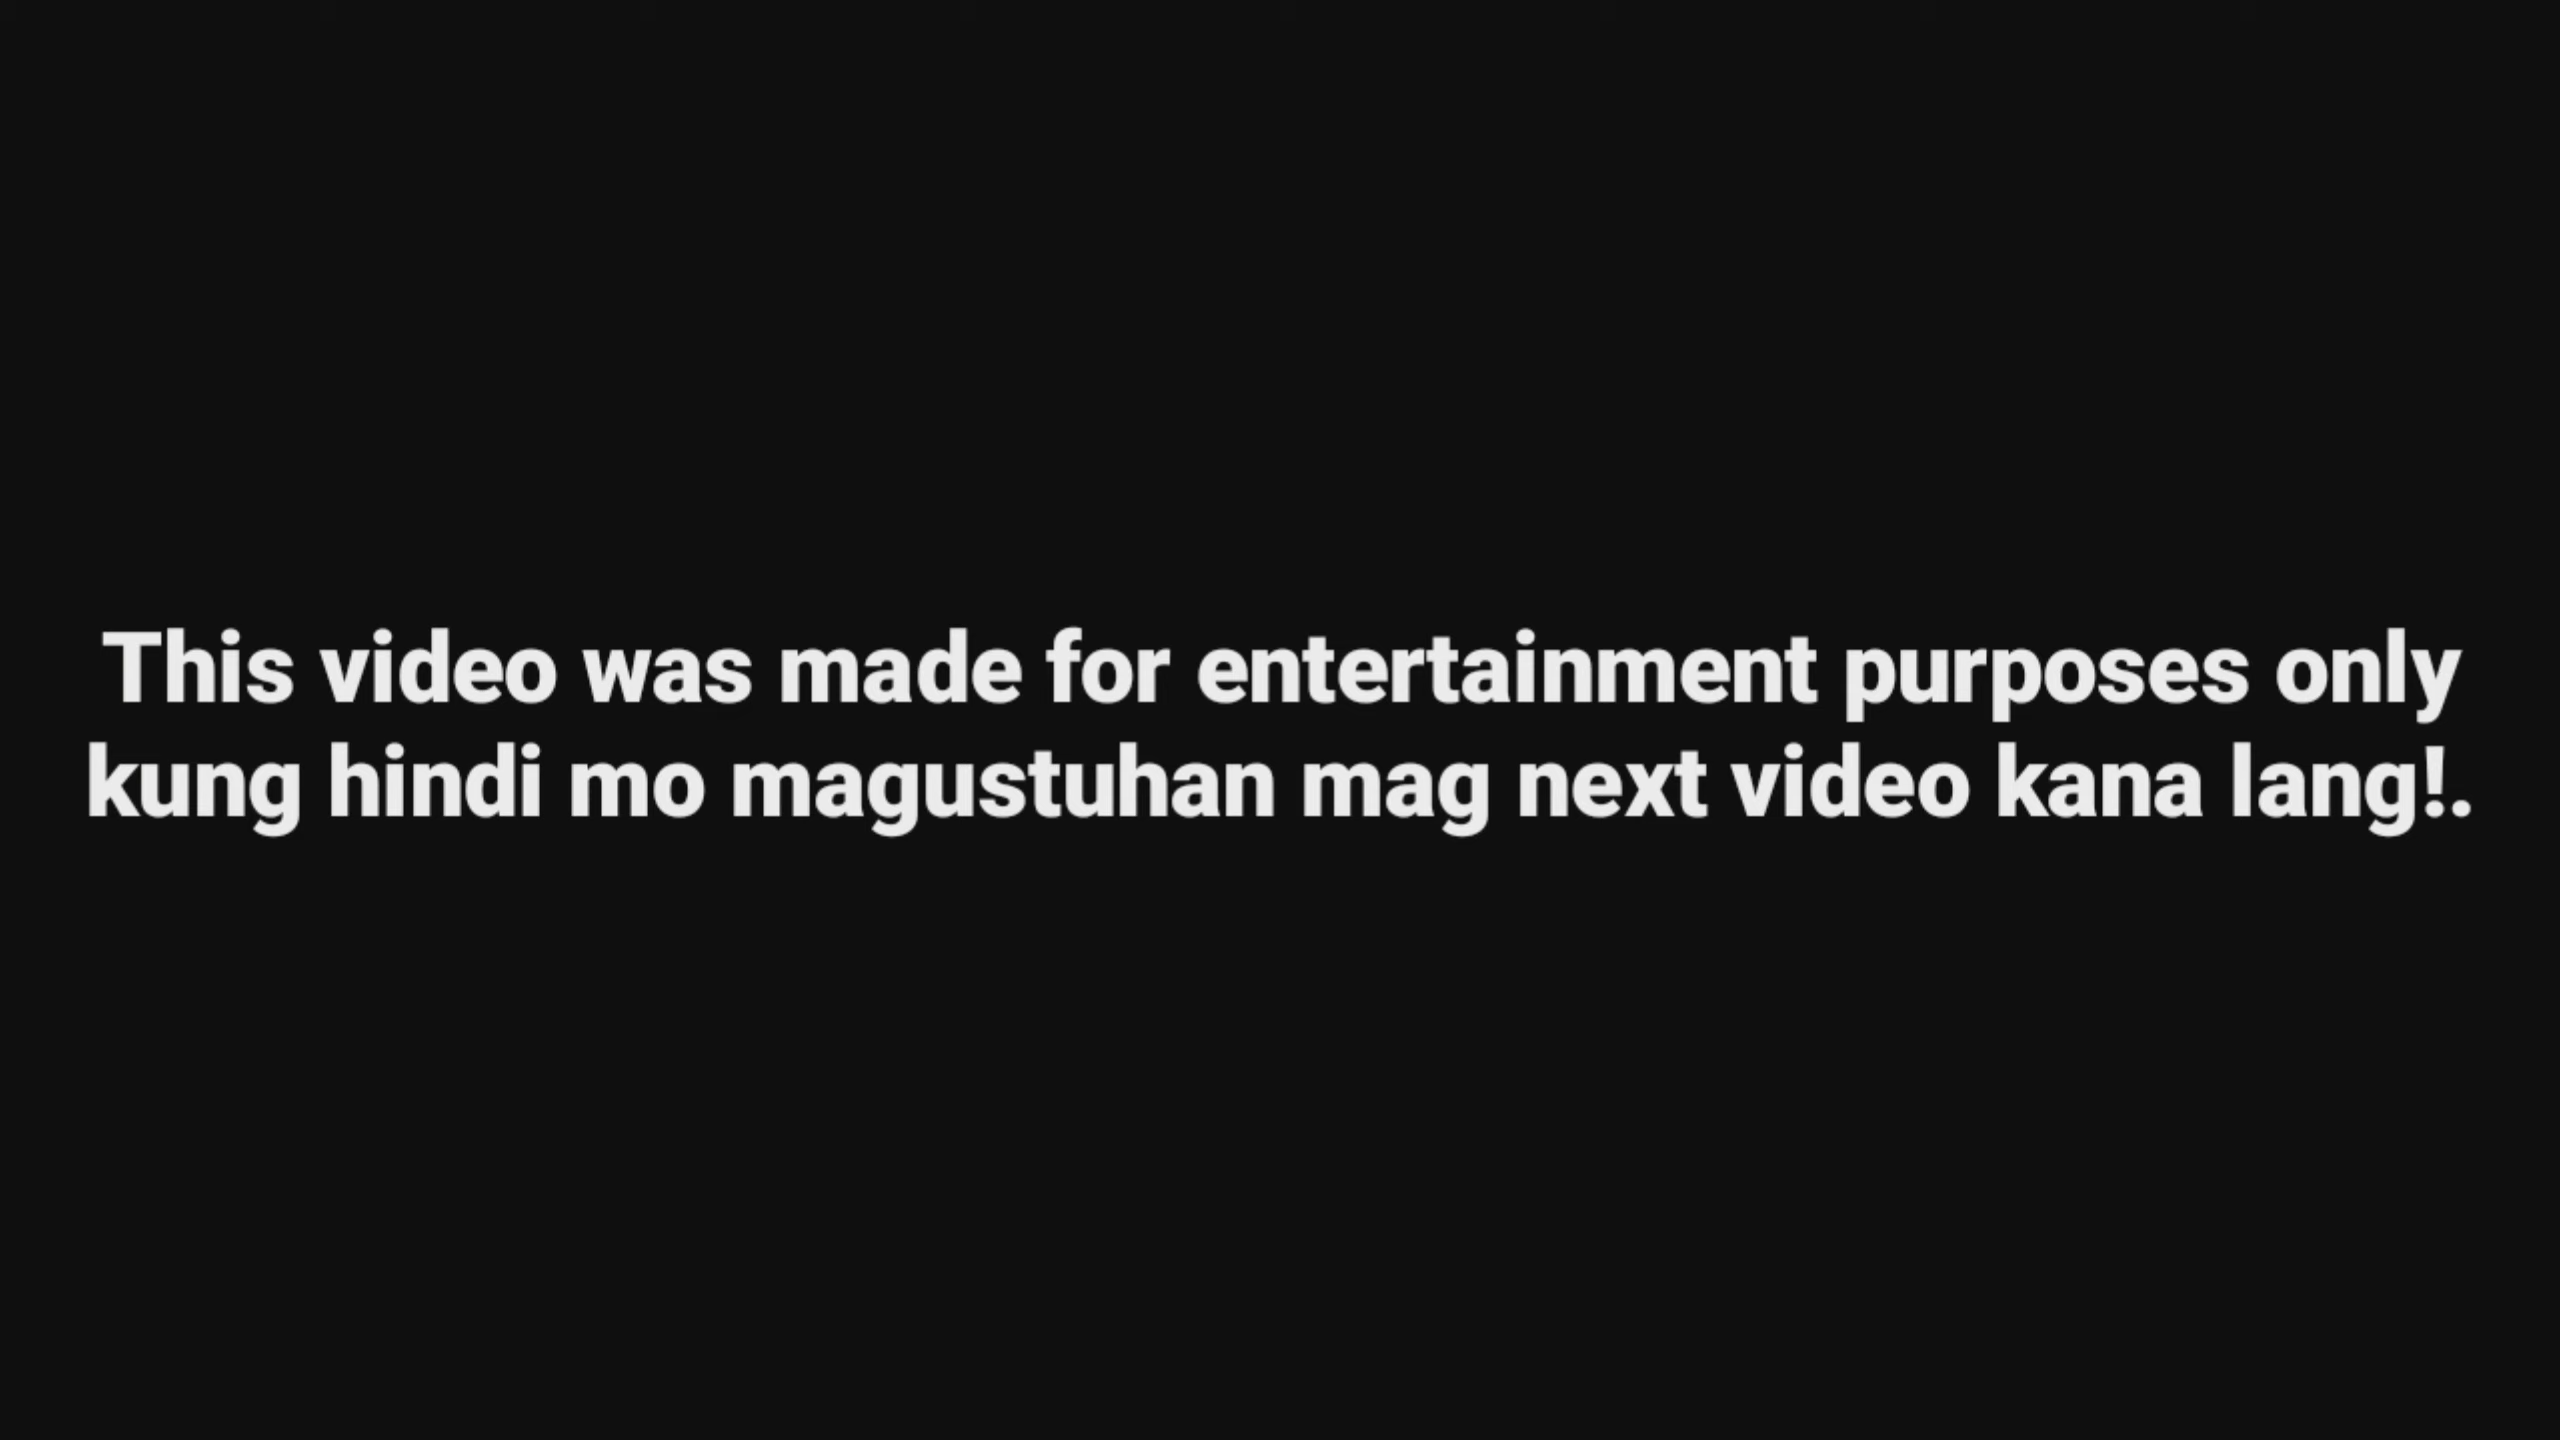 This video was made for entertainment purposes only
kung hindi mo magustuhan mag next video kana lang!.